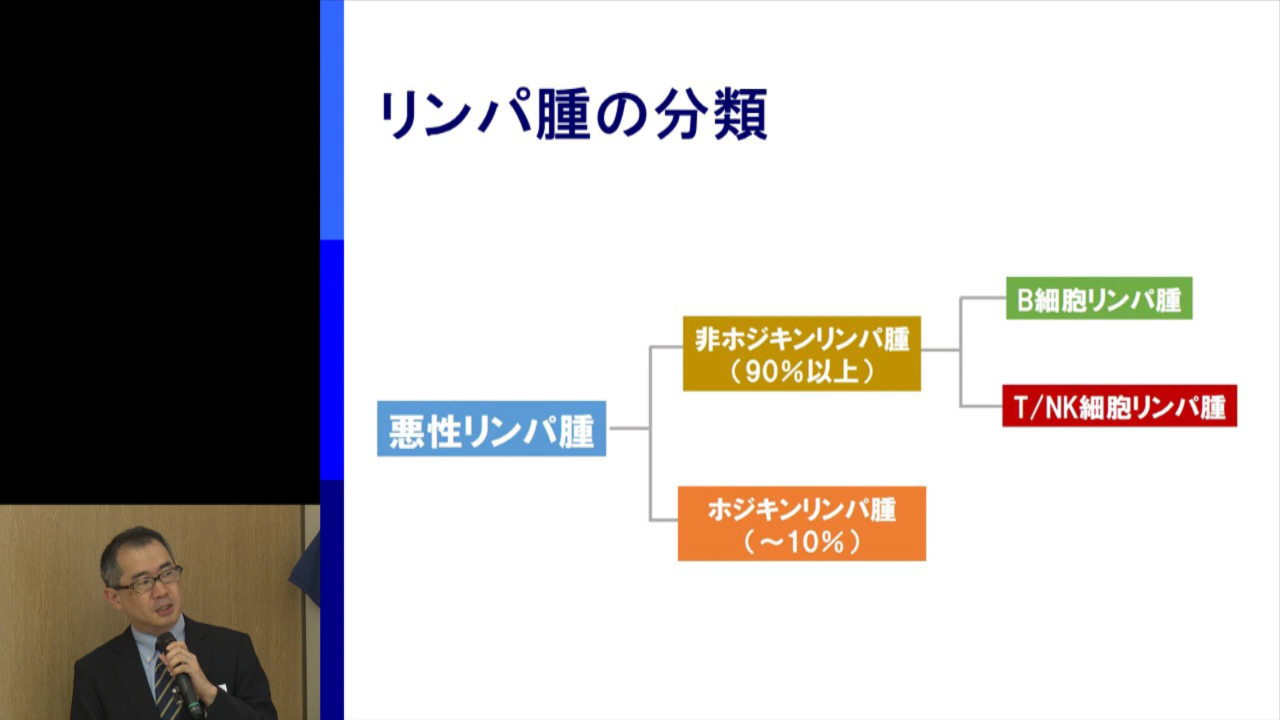 リンパ腫の分類
悪性リンパ腫
非ホジキンリンパ腫
（90％以上）
ホジキンリンパ腫
（～10％）
B細胞リンパ腫
T/NK細胞リンパ腫